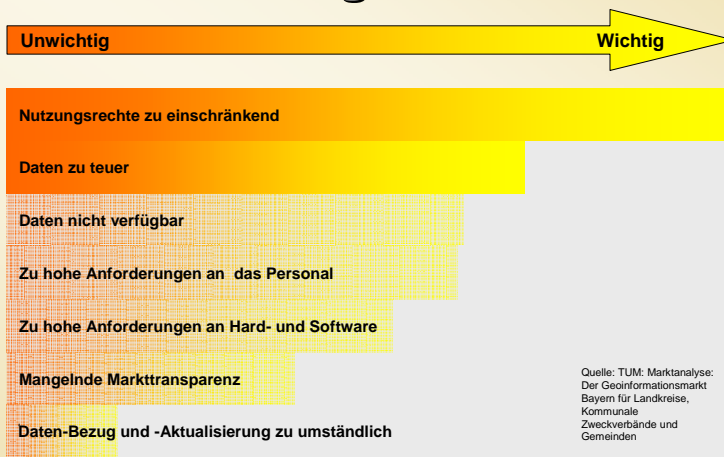 Unwichtig Wichtig
Nutzungsrechte zu einschränkend
Daten zu teuer
Daten nicht verfügbar
Zu hohe Anforderungen an das Personal
Zu hohe Anforderungen an Hard- und Software
Mangelnde Markttransparenz
Daten-Bezug und -Aktualisierung zu umständlich
Quelle: TUM: Marktanalyse:
Der Geoinformationsmarkt
Bayern für Landkreise,
Kommunale
Zweckverbände und
Gemeinden